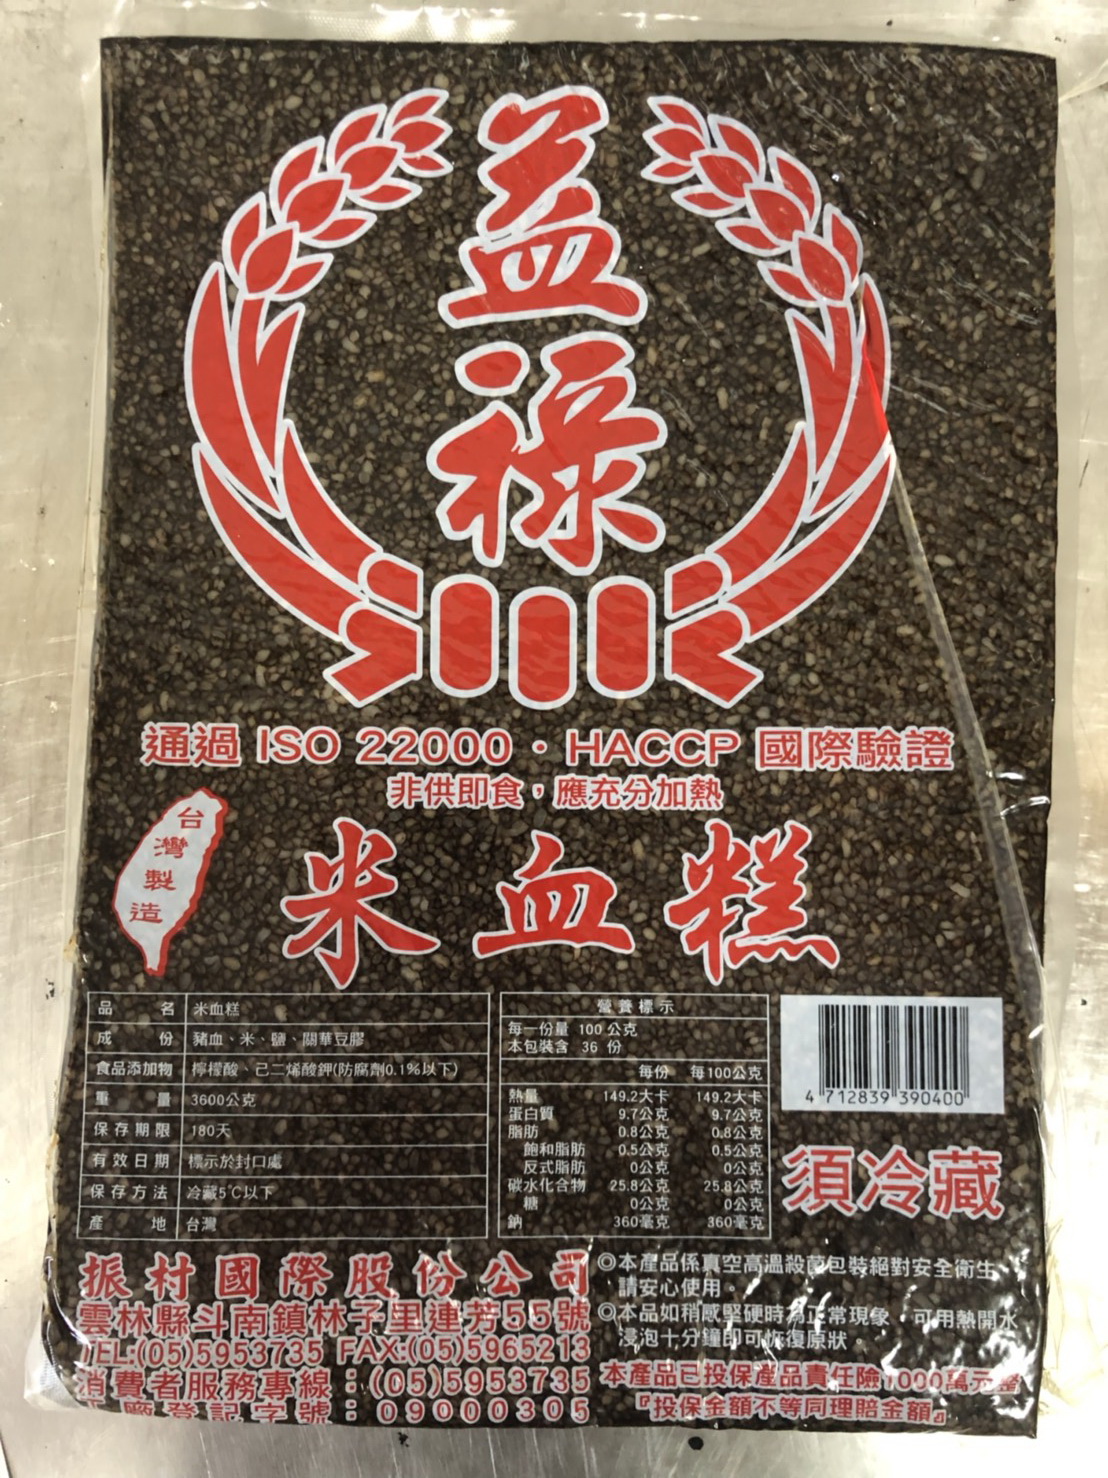 益
祿
通過 ISO 22000・HACCP 國際驗證
非供即食，應充分加熱
台灣製造
米血糕
品名 米血糕
成份 豬血、米、鹽、關華豆膠
食品添加物 檸檬酸、己二烯酸鉀(防腐劑0.1%以下)
重量 3600公克
保存期限 180天
有效日期 標示於封口處
保存方法 冷藏5℃以下
產地 台灣
營養標示
每一份量 100 公克
本包裝含 36 份
每份 每100公克
熱量 149.2大卡 149.2大卡
蛋白質 9.7公克 9.7公克
脂肪 0.8公克 0.8公克
飽和脂肪 0.5公克 0.5公克
反式脂肪 0公克 0公克
碳水化合物 25.8公克 25.8公克
糖 0公克 0公克
鈉 360毫克 360毫克
4 712839 390400
須冷藏
振村國際股份公司
雲林縣斗南鎮林子里連芳55號
TEL:(05)5953735 FAX:(05)5965213
消費者服務專線：(05)5953735
工廠登記字號：09000305
◎本產品係真空高溫殺菌包裝絕對安全衛生
請安心使用。
◎本品如稍感堅硬時為正常現象，可用熱開水
浸泡十分鐘即可恢復原狀。
本產品已投保產品責任險1000萬元整
『投保金額不等同理賠金額』